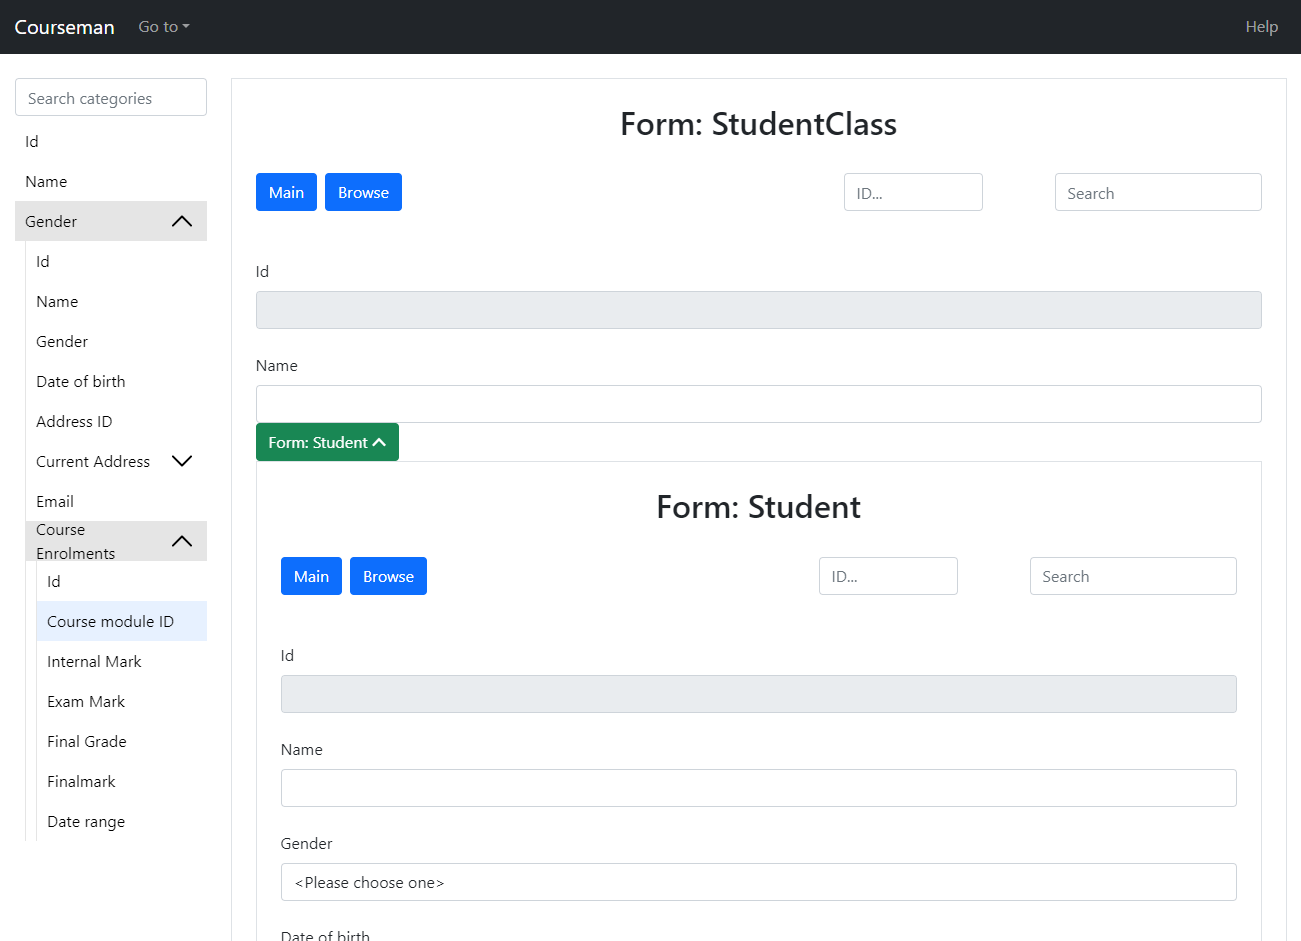 Courseman
Go to
Help
Search categories
Id
Name
Gender
Id
Name
Gender
Date of birth
Address ID
Current Address
Email
Course
Enrolments
Id
Course module ID
Internal Mark
Exam Mark
Final Grade
Finalmark
Date range
Form: StudentClass
Main
Browse
ID...
Search
Id
Name
Form: Student
Form: Student
Main
Browse
ID...
Search
Id
Name
Gender
<Please choose one>
Date of birth